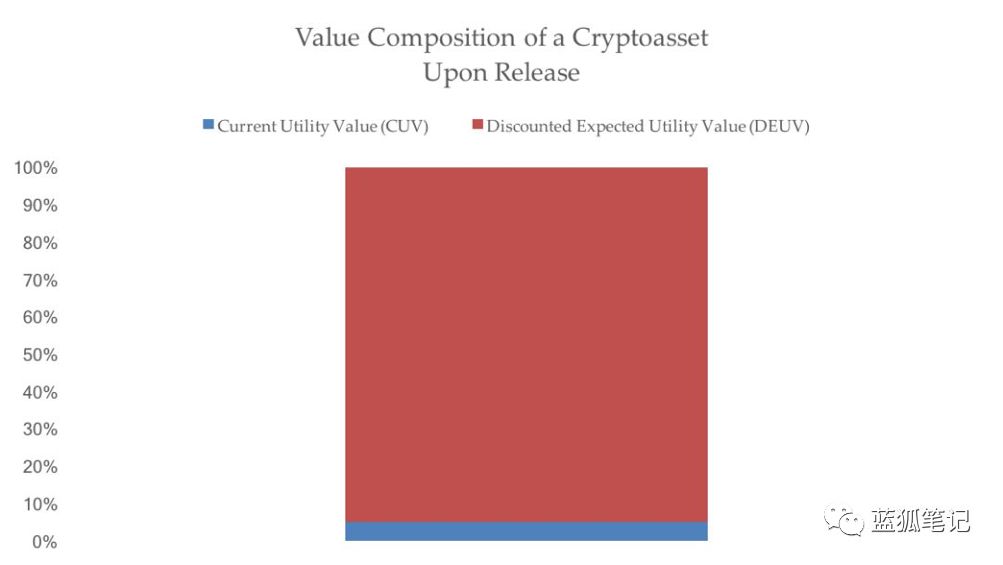 Value Composition of a Cryptoasset
Upon Release
Current Utility Value (CUV)
Discounted Expected Utility Value (DEUV)
100%
90%
80%
70%
60%
50%
40%
30%
20%
10%
0%
蓝狐笔记